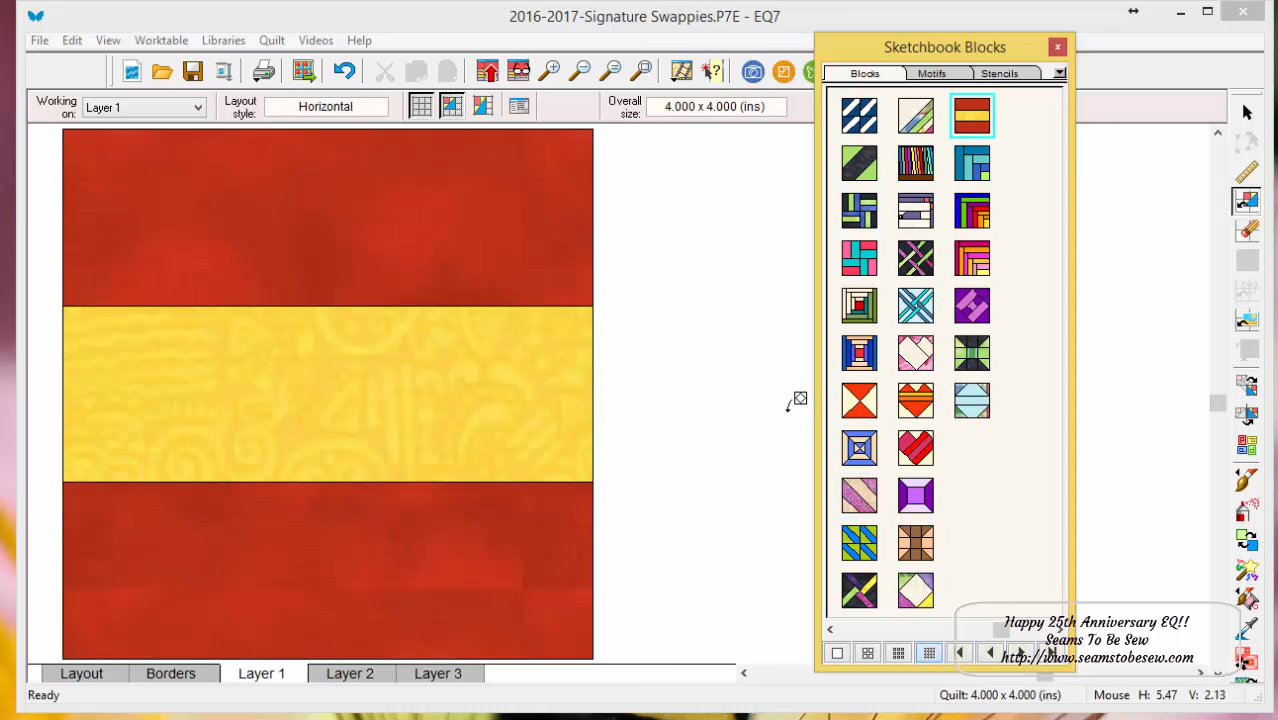 2016-2017-Signature Swappies.P7E - EQ7
File Edit View Worktable Libraries Quilt Videos Help
Working on: Layer 1 Layout style: Horizontal Overall size: 4.000 x 4.000 (ins)
Sketchbook Blocks
Blocks Motifs Stencils
Happy 25th Anniversary EQ!!
Seams To Be Sew
http://www.seamstobesew.com
Layout Borders Layer 1 Layer 2 Layer 3
Ready Quilt: 4.000 x 4.000 (ins) Mouse H: 5.47 V: 2.13